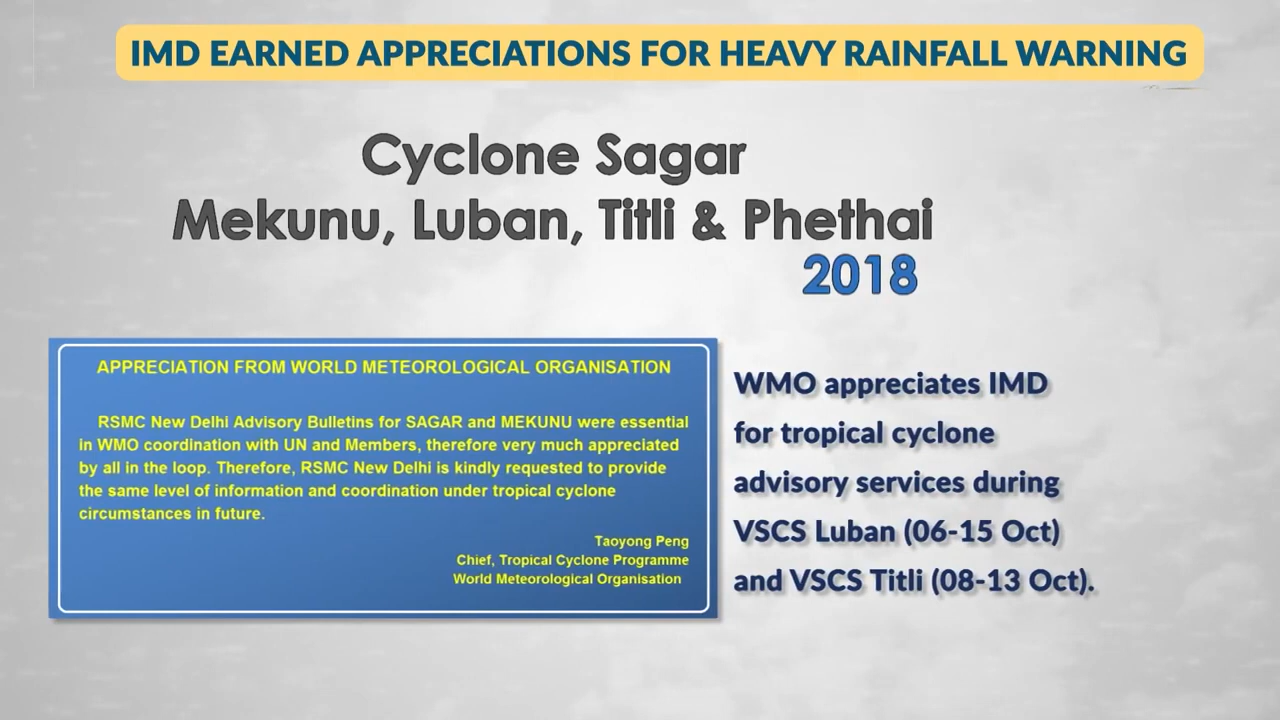 IMD EARNED APPRECIATIONS FOR HEAVY RAINFALL WARNING
Cyclone Sagar
Mekunu, Luban, Titli & Phethai
2018
APPRECIATION FROM WORLD METEOROLOGICAL ORGANISATION
RSMC New Delhi Advisory Bulletins for SAGAR and MEKUNU were essential
in WMO coordination with UN and Members, therefore very much appreciated
by all in the loop. Therefore, RSMC New Delhi is kindly requested to provide
the same level of information and coordination under tropical cyclone
circumstances in future.
Taoyong Peng
Chief, Tropical Cyclone Programme
World Meteorological Organisation
WMO appreciates IMD
for tropical cyclone
advisory services during
VSCS Luban (06-15 Oct)
and VSCS Titli (08-13 Oct).